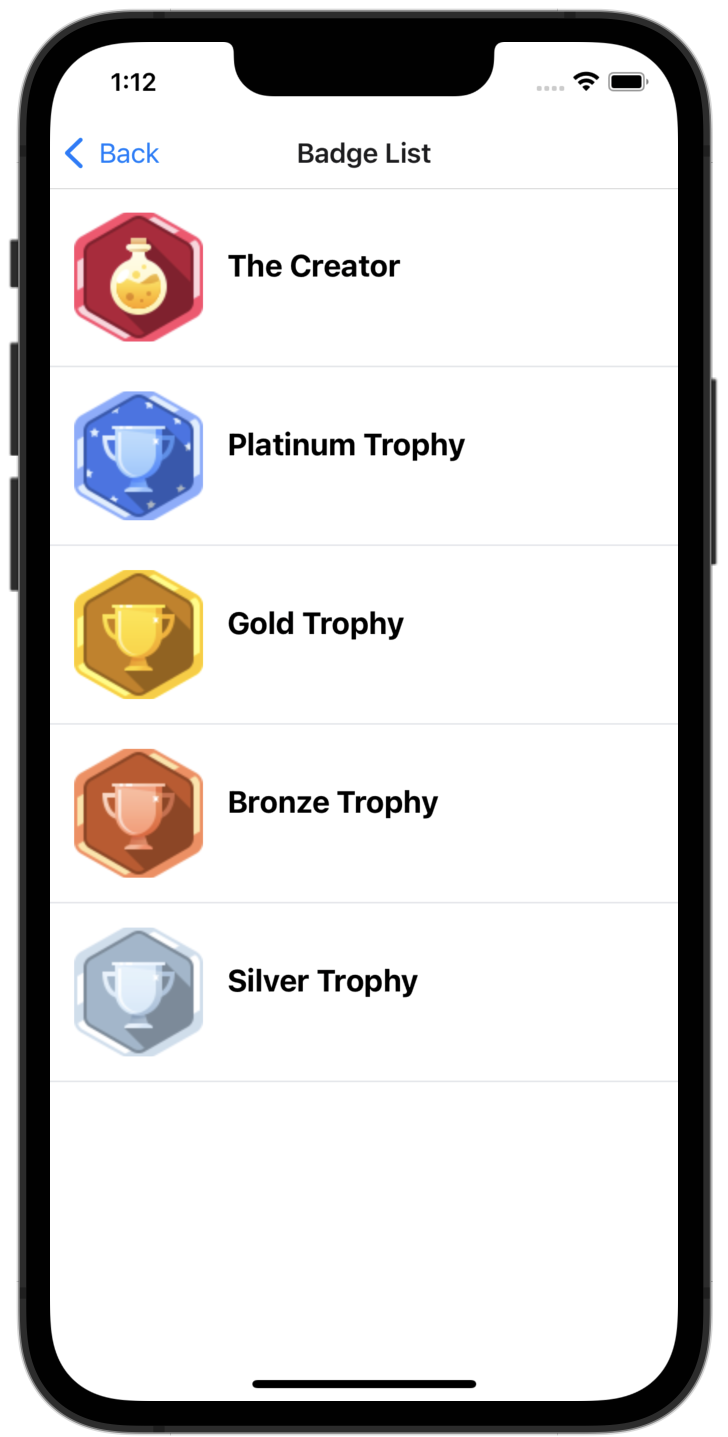 1:12
Back
Badge List
The Creator
Platinum Trophy
Gold Trophy
Bronze Trophy
Silver Trophy